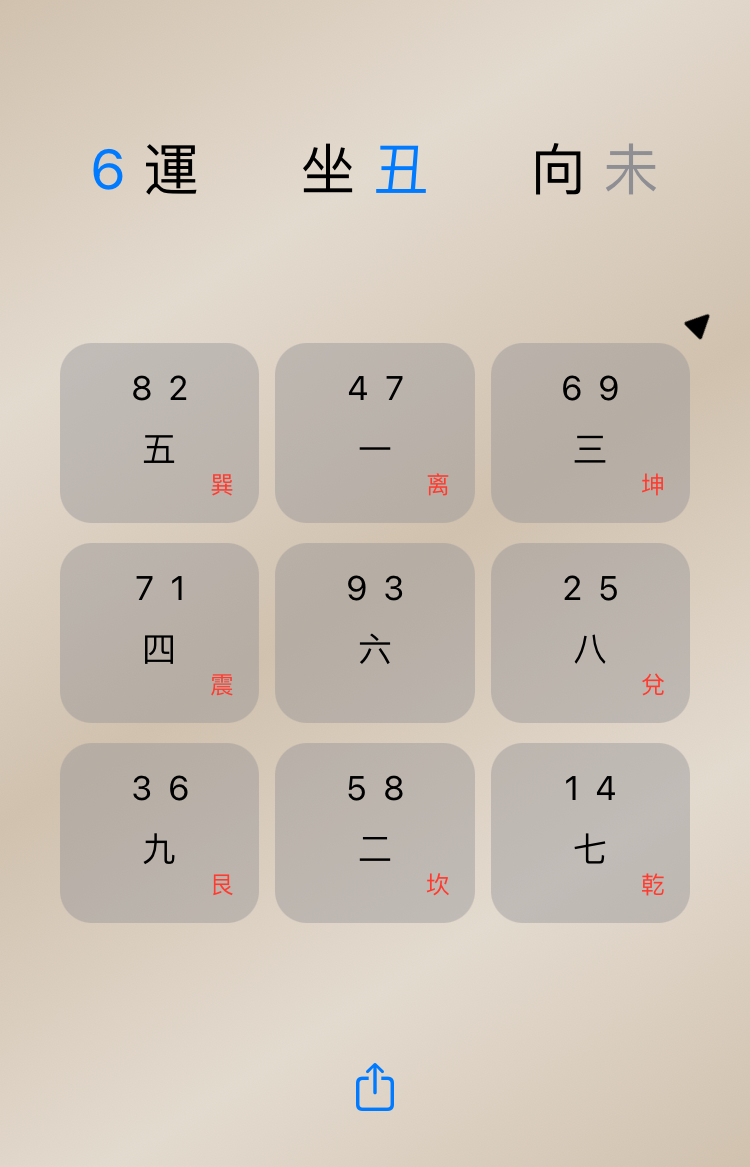 6 運 坐 丑 向 未
8 2 4 7 6 9
五 一 三
巽 离 坤
7 1 9 3 2 5
四 六 八
震 兌
3 6 5 8 1 4
九 二 七
艮 坎 乾